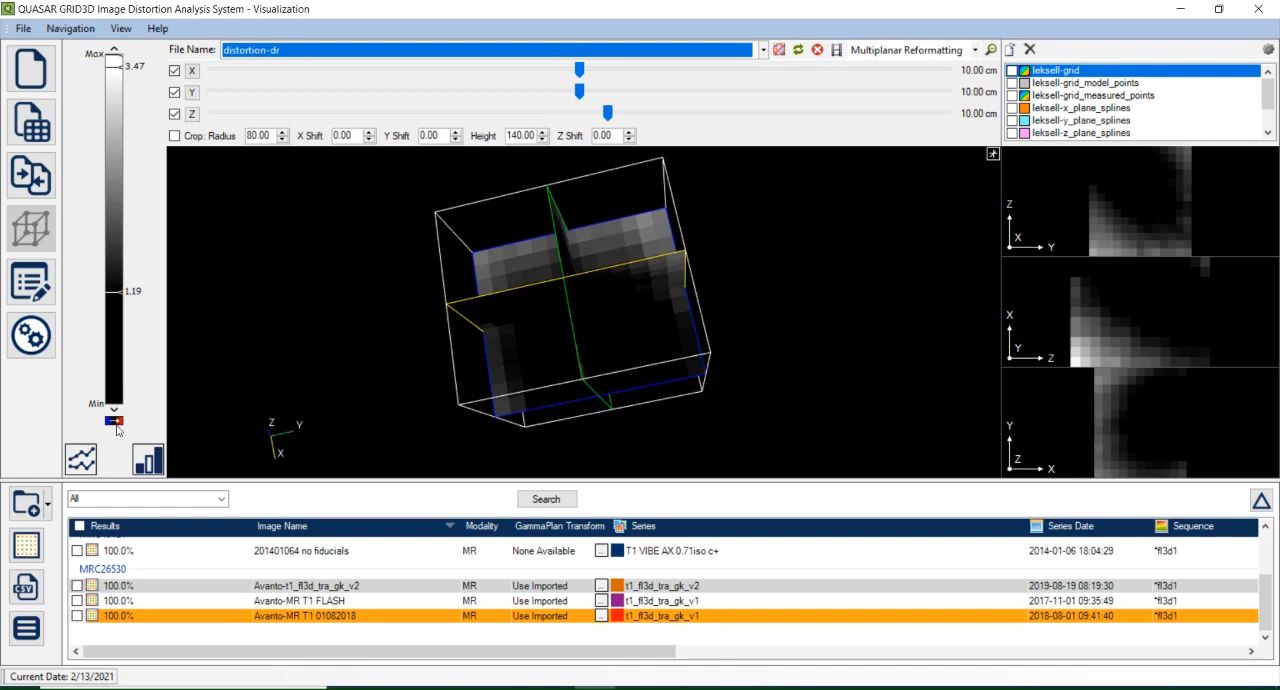 QUASAR GRID3D Image Distortion Analysis System - Visualization
File Navigation View Help
File Name: distortion-dr Multiplanar Reformatting
X 10.00 cm
Y 10.00 cm
Z 10.00 cm
Crop: Radius 80.00 X Shift 0.00 Y Shift 0.00 Height 140.00 Z Shift 0.00
Max
3.47
1.19
Min
leksell-grid
leksell-grid_model_points
leksell-grid_measured_points
leksell-x_plane_splines
leksell-y_plane_splines
leksell-z_plane_splines
Z
Y
X
Z
X
Y
X
Y
Z
Y
Z
X
All Search
CSV
Results Image Name Modality GammaPlan Transform Series Series Date Sequence
100.0% 201401064 no fiducials MR None Available ... T1 VIBE AX 0.71iso c+ 2014-01-06 18:04:29 *fl3d1
MRC26530
100.0% Avanto-t1_fl3d_tra_gk_v2 MR Use Imported ... t1_fl3d_tra_gk_v2 2019-08-19 08:19:30 *fl3d1
100.0% Avanto-MR T1 FLASH MR Use Imported ... t1_fl3d_tra_gk_v1 2017-11-01 09:35:49 *fl3d1
100.0% Avanto-MR T1 01082018 MR Use Imported ... t1_fl3d_tra_gk_v1 2018-08-01 09:41:40 *fl3d1
Current Date: 2/13/2021